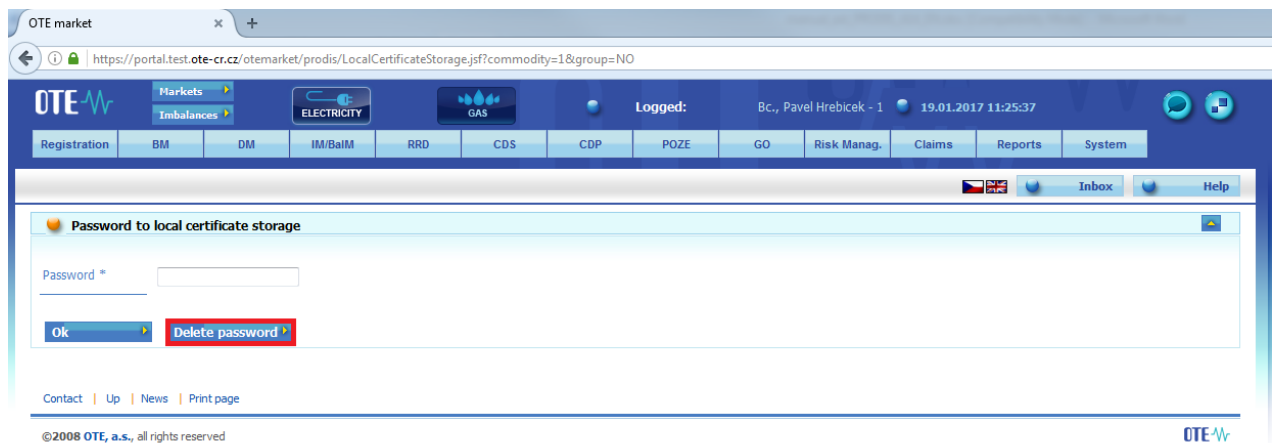 OTE market
https://portal.test.ote-cr.cz/otemarket/prodis/LocalCertificateStorage.jsf?commodity=1&group=NO
OTE
Markets
Imbalances
ELECTRICITY
GAS
Logged:
Bc., Pavel Hrebicek - 1
19.01.2017 11:25:37
Registration BM DM IM/BalM RRD CDS CDP POZE GO Risk Manag. Claims Reports System
Inbox Help
Password to local certificate storage
Password *
Ok Delete password
Contact | Up | News | Print page
©2008 OTE, a.s., all rights reserved
OTE